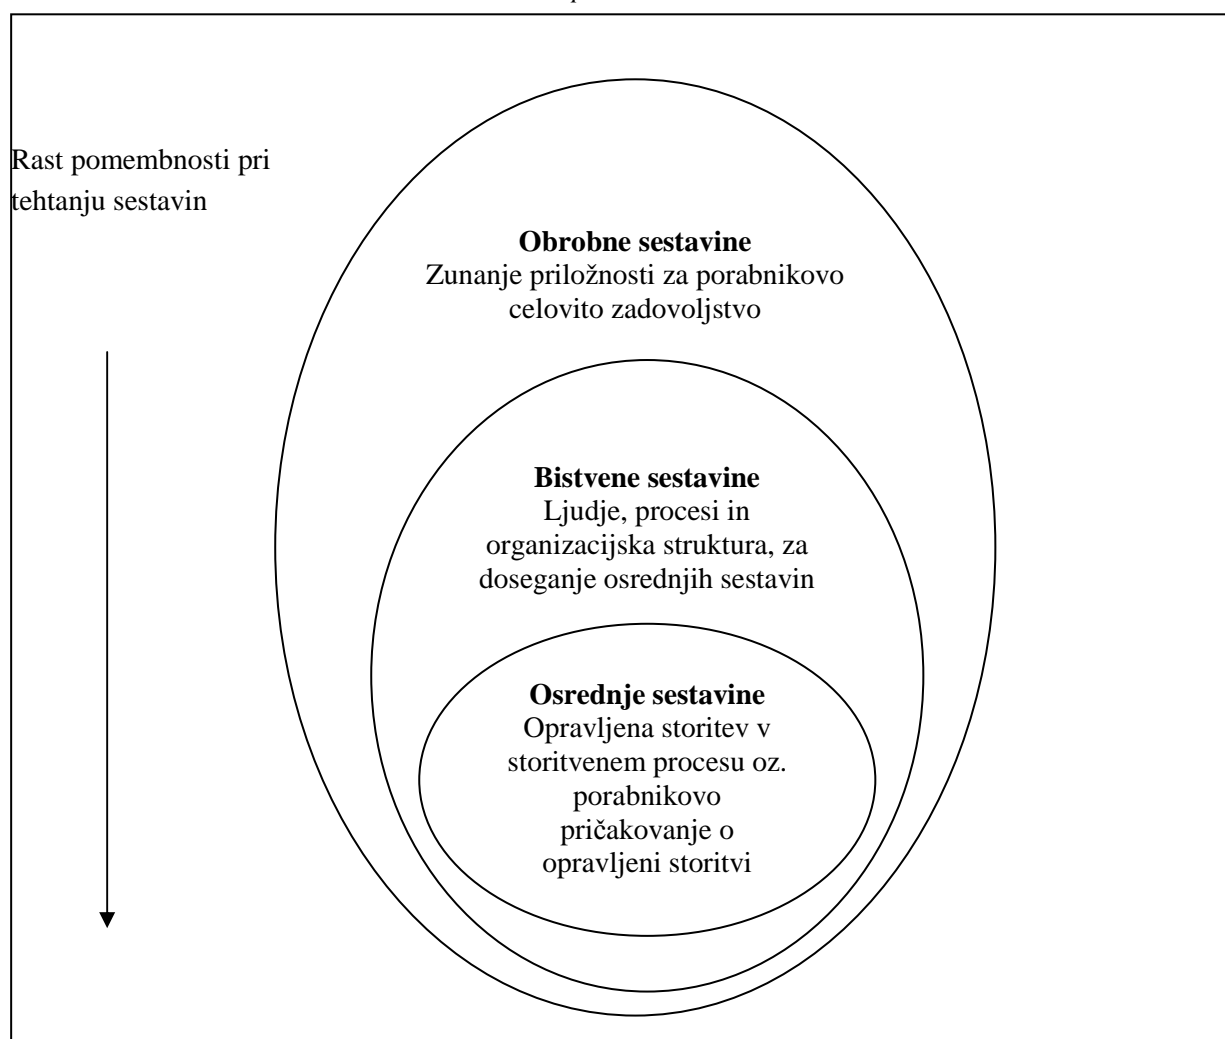 Rast pomembnosti pri
tehtanju sestavin
Obrobne sestavine
Zunanje priložnosti za porabnikovo
celovito zadovoljstvo
Bistvene sestavine
Ljudje, procesi in
organizacijska struktura, za
doseganje osrednjih sestavin
Osrednje sestavine
Opravljena storitev v
storitvenem procesu oz.
porabnikovo
pričakovanje o
opravljeni storitvi